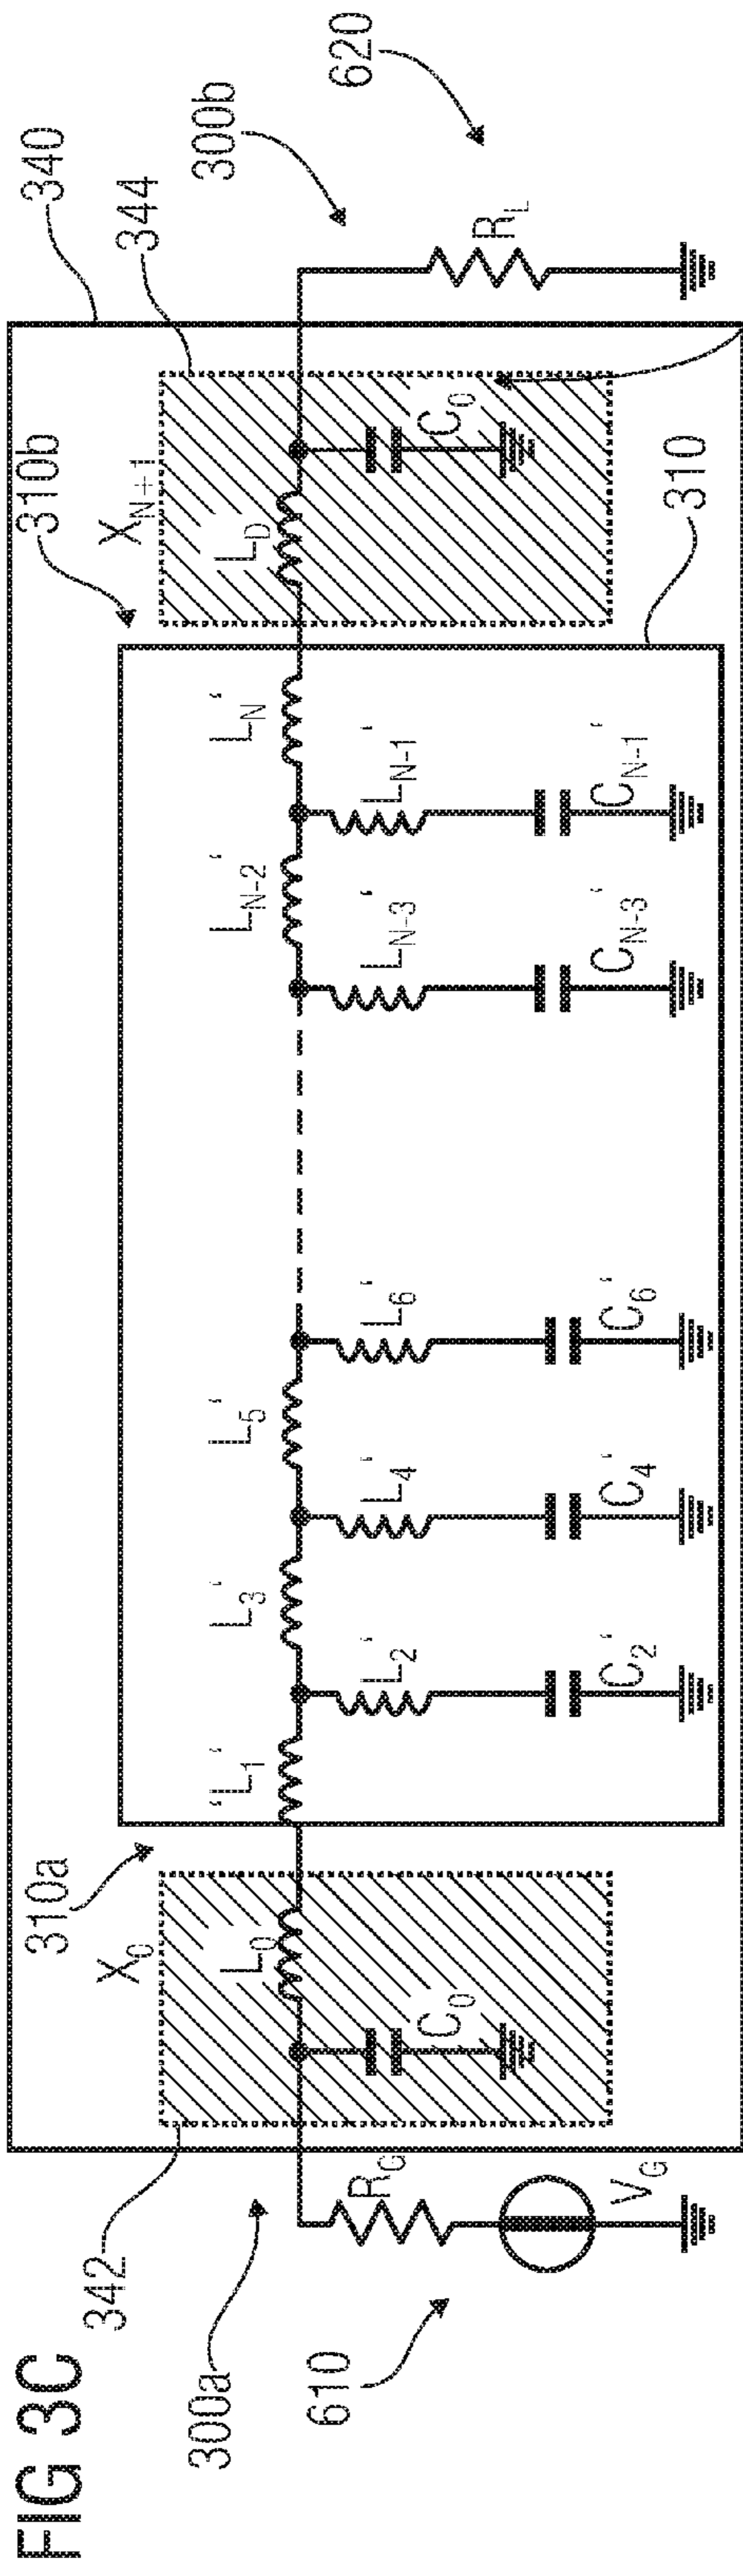 FIG 3C
300a
342
610
R_G
V_G
X_0
310a
L_0
C_0
'L_1'
L_2'
C_2'
L_3'
L_4'
C_4'
L_5'
L_6'
C_6'
L_N-3'
C_N-3'
L_N-2'
L_N-1'
C_N-1'
L_N'
310
310b
X_N+1
L_D
C_0
344
340
300b
R_L
620